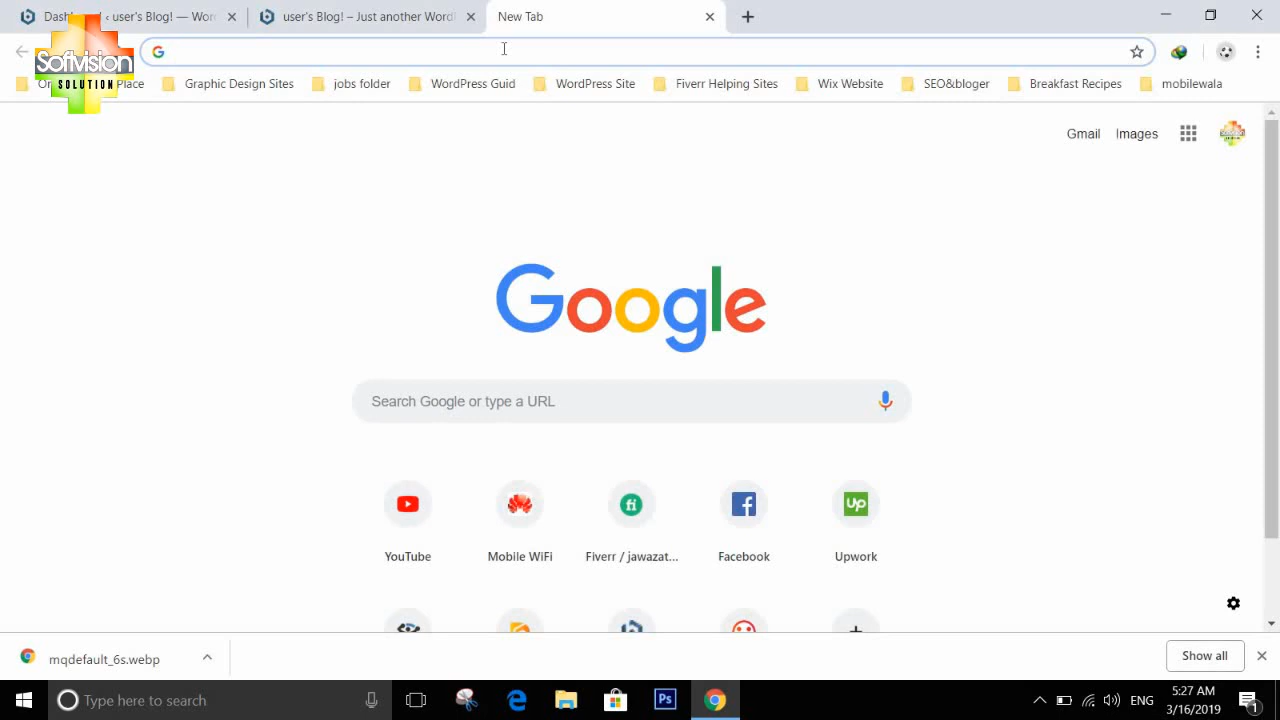 Dashboard ‹ user's Blog! — Wor
user's Blog! – Just another Word
New Tab
Softvision
SOLUTION
Place
Graphic Design Sites
jobs folder
WordPress Guid
WordPress Site
Fiverr Helping Sites
Wix Website
SEO&bloger
Breakfast Recipes
mobilewala
Gmail
Images
Google
Search Google or type a URL
YouTube
Mobile WiFi
Fiverr / jawazat...
Facebook
Upwork
mqdefault_6s.webp
Show all
Type here to search
ENG
5:27 AM
3/16/2019